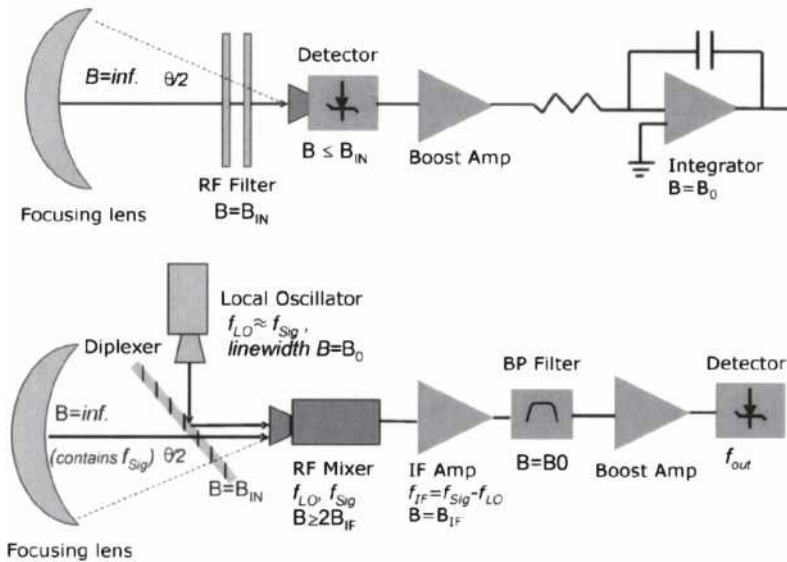 B=inf.
θ/2
Detector
B ≤ B_IN
Boost Amp
RF Filter
B=B_IN
Integrator
B=B_0
Focusing lens
Local Oscillator
f_LO ≈ f_Sig ,
linewidth B=B_0
Diplexer
BP Filter
Detector
B=inf.
(contains f_Sig) θ/2
B=B_IN
RF Mixer
f_LO, f_Sig
B≥2B_IF
IF Amp
f_IF=f_Sig-f_LO
B=B_IF
B=B0
Boost Amp
f_out
Focusing lens